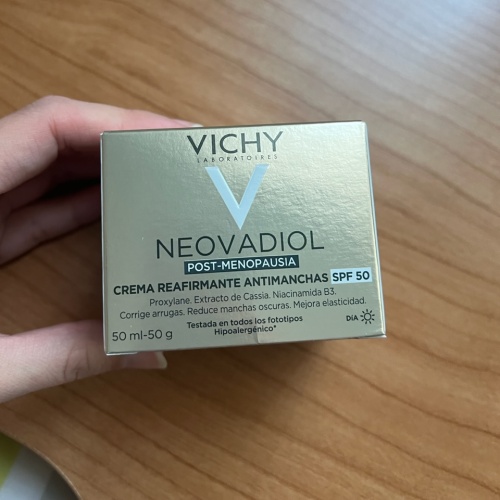 VICHY
LABORATOIRES
NEOVADIOL
POST-MENOPAUSIA
CREMA REAFIRMANTE ANTIMANCHAS SPF 50
Proxylane. Extracto de Cassia. Niacinamida B3.
Corrige arrugas. Reduce manchas oscuras. Mejora elasticidad.
Testada en todos los fototipos
Hipoalergénico*
50 ml-50 g
DíA